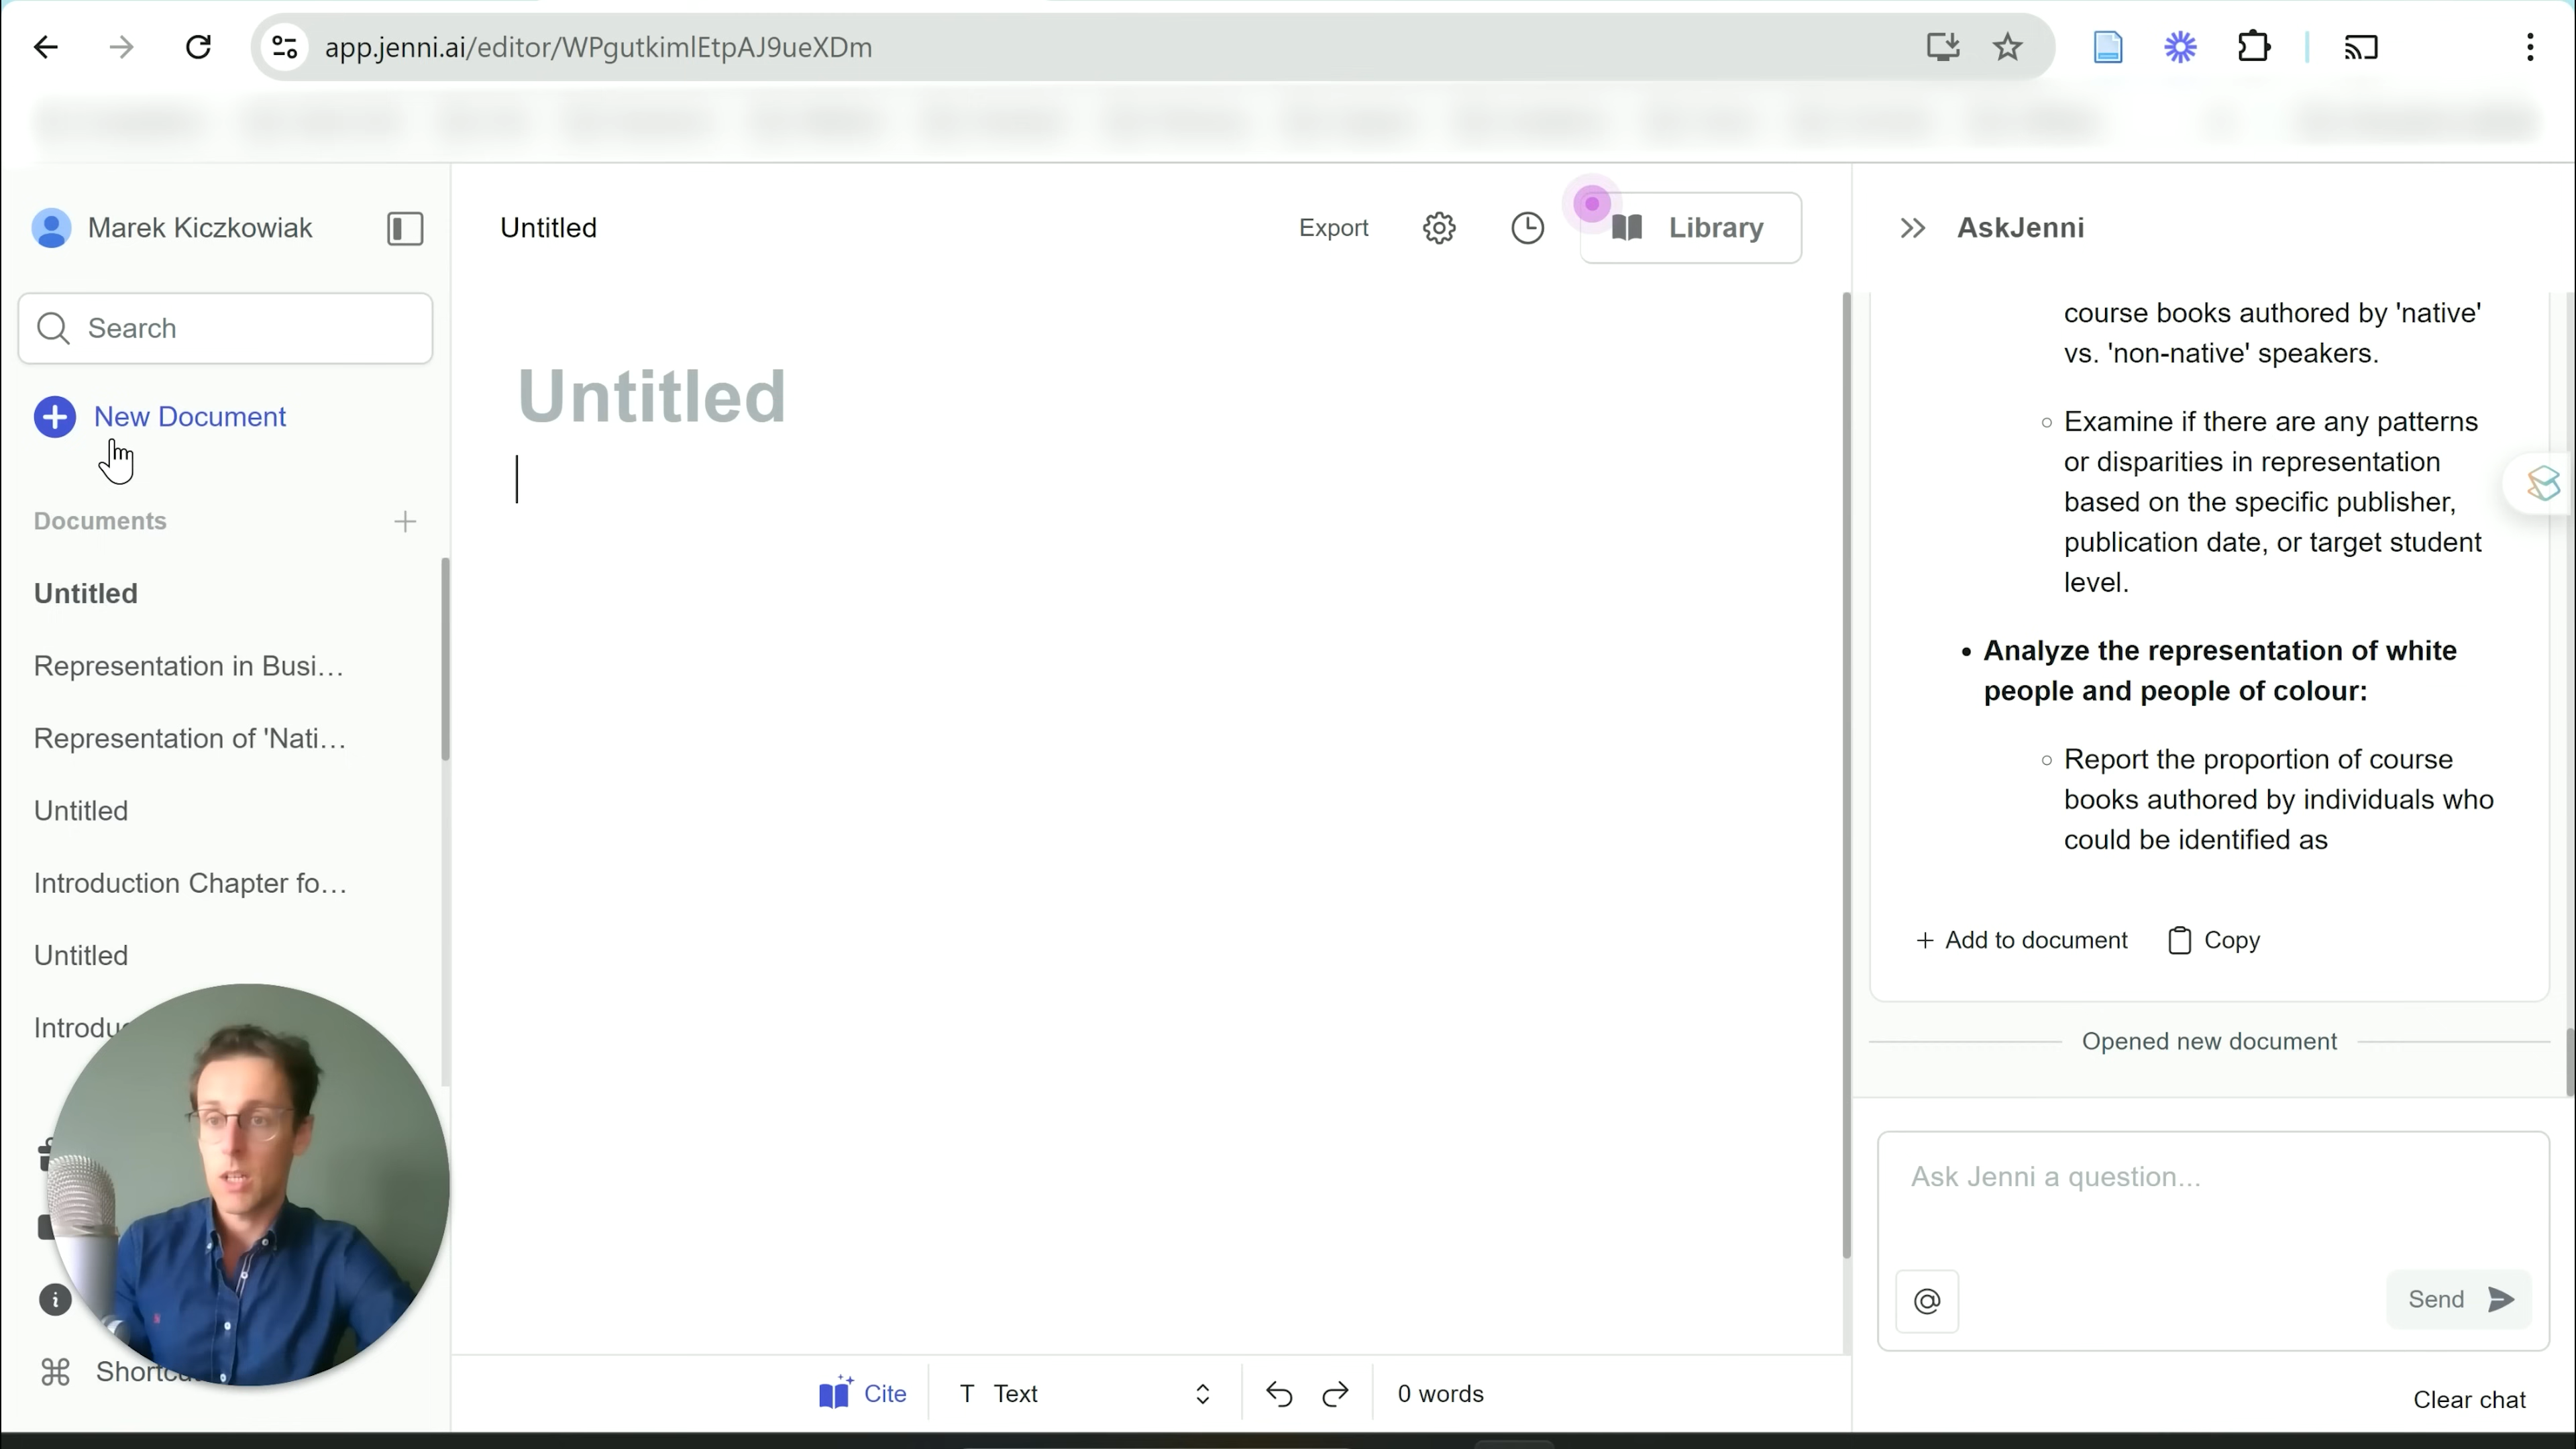 app.jenni.ai/editor/WPgutkimlEtpAJ9ueXDm
Marek Kiczkowiak
Search
New Document
Documents
Untitled
Representation in Busi...
Representation of 'Nati...
Untitled
Introduction Chapter fo...
Untitled
Untitled
Export
Library
Untitled
Cite
T Text
0 words
AskJenni
course books authored by 'native'
vs. 'non-native' speakers.
Examine if there are any patterns
or disparities in representation
based on the specific publisher,
publication date, or target student
level.
Analyze the representation of white
people and people of colour:
Report the proportion of course
books authored by individuals who
could be identified as
Add to document
Copy
Opened new document
Ask Jenni a question...
@
Send
Clear chat